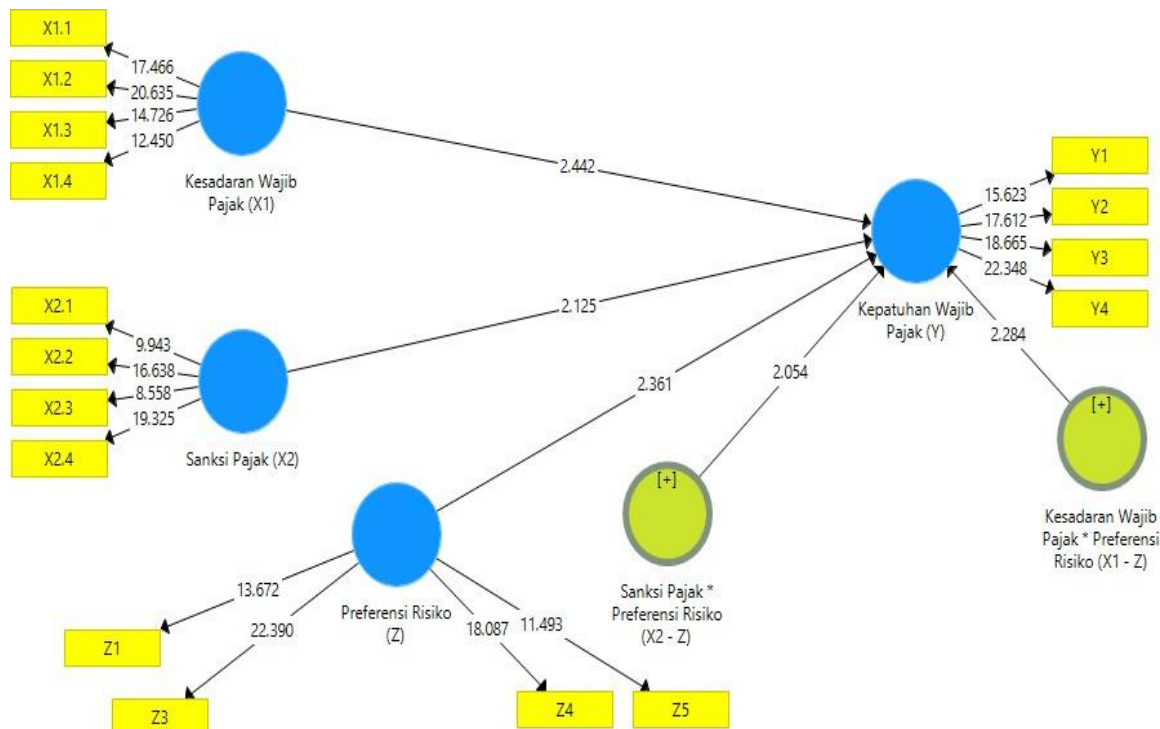 X1.1
X1.2
X1.3
X1.4
17.466
20.635
14.726
12.450
Kesadaran Wajib
Pajak (X1)
2.442
Y1
Y2
Y3
Y4
15.623
17.612
18.665
22.348
Kepatuhan Wajib
Pajak (Y)
X2.1
X2.2
X2.3
X2.4
9.943
16.638
8.558
19.325
Sanksi Pajak (X2)
2.125
2.361
2.054
2.284
[+]
Kesadaran Wajib
Pajak * Preferensi
Risiko (X1 - Z)
[+]
Sanksi Pajak *
Preferensi Risiko
(X2 - Z)
Preferensi Risiko
(Z)
13.672
22.390
18.087
11.493
Z1
Z3
Z4
Z5